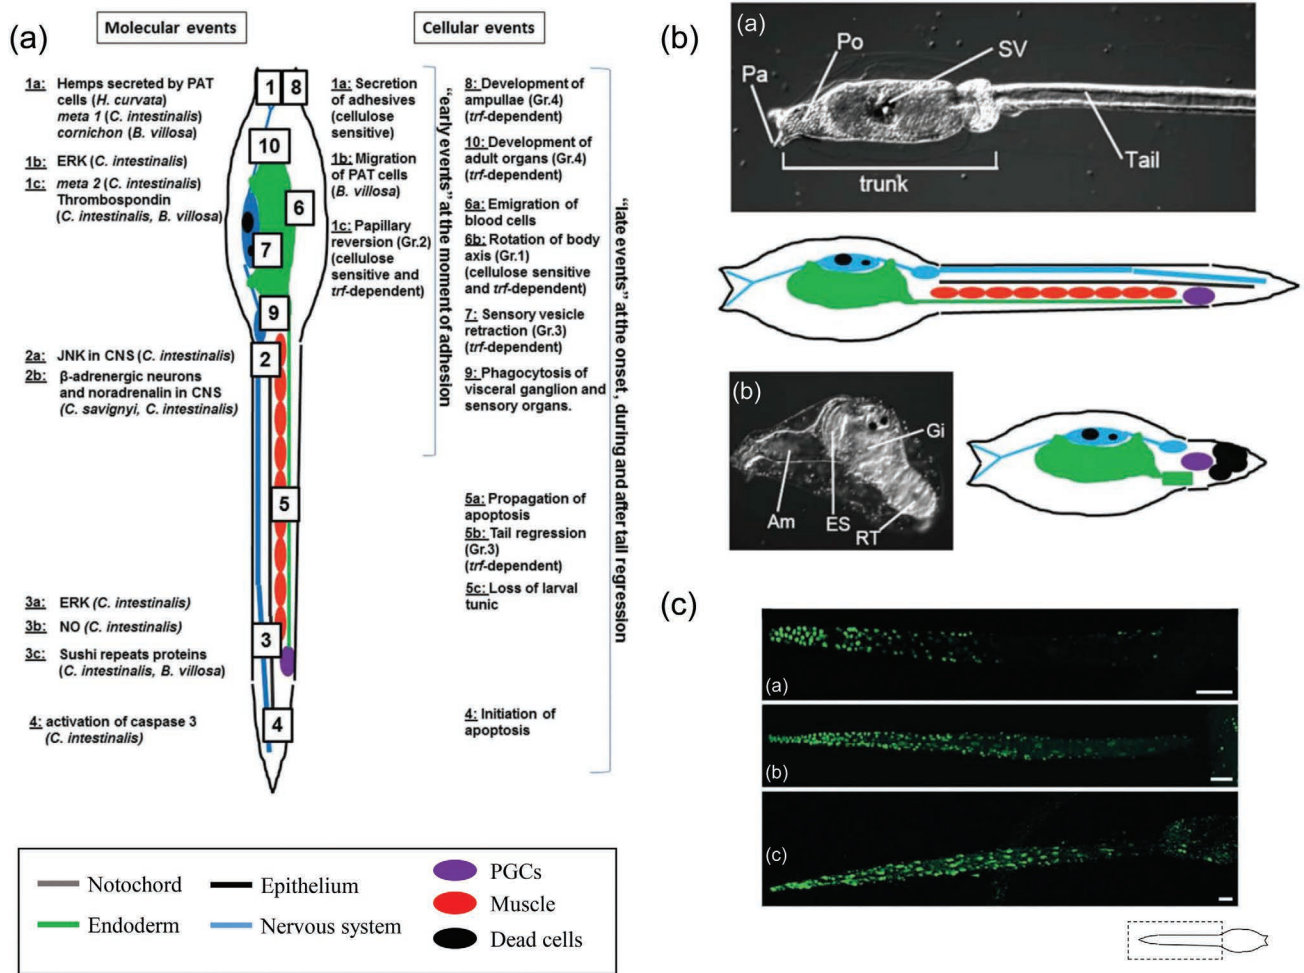 (a)
Molecular events
Cellular events
1a: Hemps secreted by PAT
cells (H. curvata)
meta 1 (C. intestinalis)
cornichon (B. villosa)
1b: ERK (C. intestinalis)
1c: meta 2 (C. intestinalis)
Thrombospondin
(C. intestinalis, B. villosa)
2a: JNK in CNS (C. intestinalis)
2b: β-adrenergic neurons
and noradrenalin in CNS
(C. savignyi, C. intestinalis)
3a: ERK (C. intestinalis)
3b: NO (C. intestinalis)
3c: Sushi repeats proteins
(C. intestinalis, B. villosa)
4: activation of caspase 3
(C. intestinalis)
1
8
10
6
7
9
2
5
3
4
1a: Secretion
of adhesives
(cellulose
sensitive)
1b: Migration
of PAT cells
(B. villosa)
1c: Papillary
reversion (Gr.2)
(cellulose
sensitive and
trf-dependent)
"early events" at the moment of adhesion
8: Development of
ampullae (Gr.4)
(trf-dependent)
10: Development of
adult organs (Gr.4)
(trf-dependent)
6a: Emigration of
blood cells
6b: Rotation of body
axis (Gr.1)
(cellulose sensitive
and trf-dependent)
7: Sensory vesicle
retraction (Gr.3)
(trf-dependent)
9: Phagocytosis of
visceral ganglion and
sensory organs.
5a: Propagation of
apoptosis
5b: Tail regression
(Gr.3)
(trf-dependent)
5c: Loss of larval
tunic
4: Initiation of
apoptosis
"late events" at the onset, during and after tail regression
Notochord
Epithelium
PGCs
Endoderm
Nervous system
Muscle
Dead cells
(b)
(a)
Po
SV
Pa
trunk
Tail
(b)
Gi
Am
ES
RT
(c)
(a)
(b)
(c)